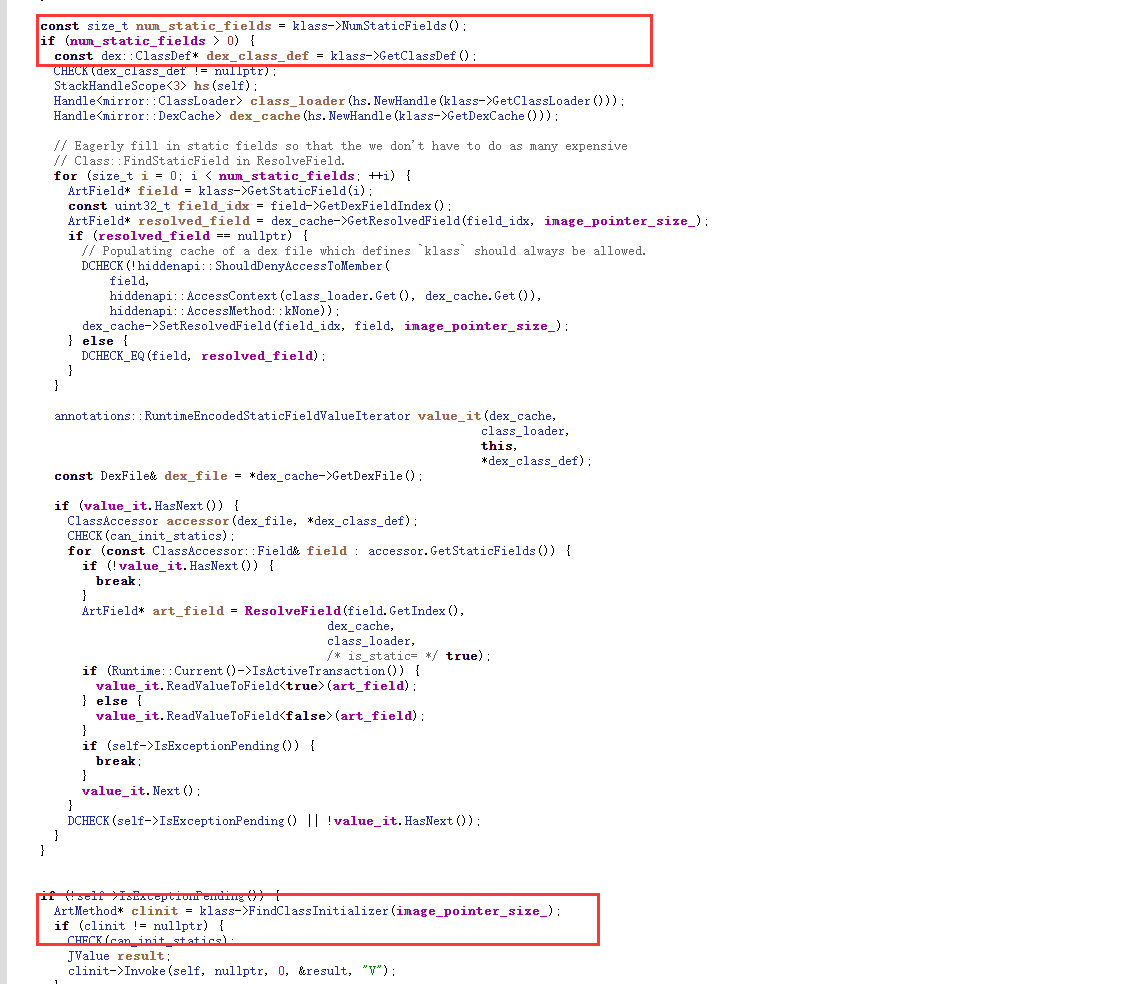 const size_t num_static_fields = klass->NumStaticFields();
if (num_static_fields > 0) {
  const dex::ClassDef* dex_class_def = klass->GetClassDef();
  CHECK(dex_class_def != nullptr);
  StackHandleScope<3> hs(self);
  Handle<mirror::ClassLoader> class_loader(hs.NewHandle(klass->GetClassLoader()));
  Handle<mirror::DexCache> dex_cache(hs.NewHandle(klass->GetDexCache()));

  // Eagerly fill in static fields so that the we don't have to do as many expensive
  // Class::FindStaticField in ResolveField.
  for (size_t i = 0; i < num_static_fields; ++i) {
    ArtField* field = klass->GetStaticField(i);
    const uint32_t field_idx = field->GetDexFieldIndex();
    ArtField* resolved_field = dex_cache->GetResolvedField(field_idx, image_pointer_size_);
    if (resolved_field == nullptr) {
      // Populating cache of a dex file which defines `klass` should always be allowed.
      DCHECK(!hiddenapi::ShouldDenyAccessToMember(
          field,
          hiddenapi::AccessContext(class_loader.Get(), dex_cache.Get()),
          hiddenapi::AccessMethod::kNone));
      dex_cache->SetResolvedField(field_idx, field, image_pointer_size_);
    } else {
      DCHECK_EQ(field, resolved_field);
    }
  }

  annotations::RuntimeEncodedStaticFieldValueIterator value_it(dex_cache,
                                                               class_loader,
                                                               this,
                                                               *dex_class_def);
  const DexFile& dex_file = *dex_cache->GetDexFile();

  if (value_it.HasNext()) {
    ClassAccessor accessor(dex_file, *dex_class_def);
    CHECK(can_init_statics);
    for (const ClassAccessor::Field& field : accessor.GetStaticFields()) {
      if (!value_it.HasNext()) {
        break;
      }
      ArtField* art_field = ResolveField(field.GetIndex(),
                                         dex_cache,
                                         class_loader,
                                         /* is_static= */ true);
      if (Runtime::Current()->IsActiveTransaction()) {
        value_it.ReadValueToField<true>(art_field);
      } else {
        value_it.ReadValueToField<false>(art_field);
      }
      if (self->IsExceptionPending()) {
        break;
      }
      value_it.Next();
    }
    DCHECK(self->IsExceptionPending() || !value_it.HasNext());
  }
}

if (!self->IsExceptionPending()) {
  ArtMethod* clinit = klass->FindClassInitializer(image_pointer_size_);
  if (clinit != nullptr) {
    CHECK(can_init_statics);
    JValue result;
    clinit->Invoke(self, nullptr, 0, &result, "V");